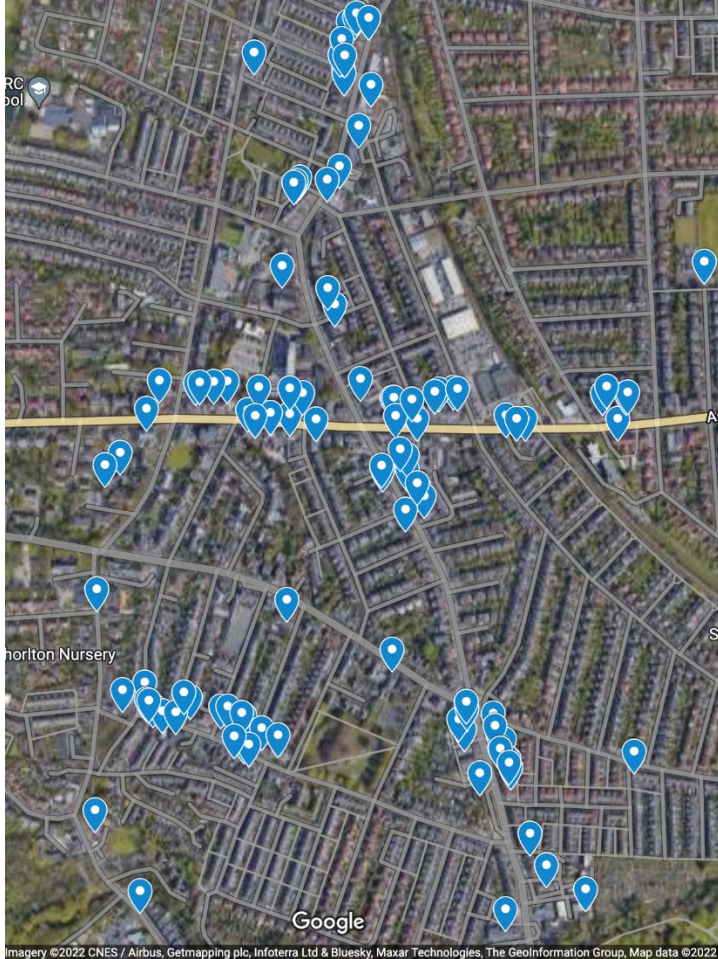 RC
ool
A
horlton Nursery
S
Google
Imagery ©2022 CNES / Airbus, Getmapping plc, Infoterra Ltd & Bluesky, Maxar Technologies, The GeoInformation Group, Map data ©2022